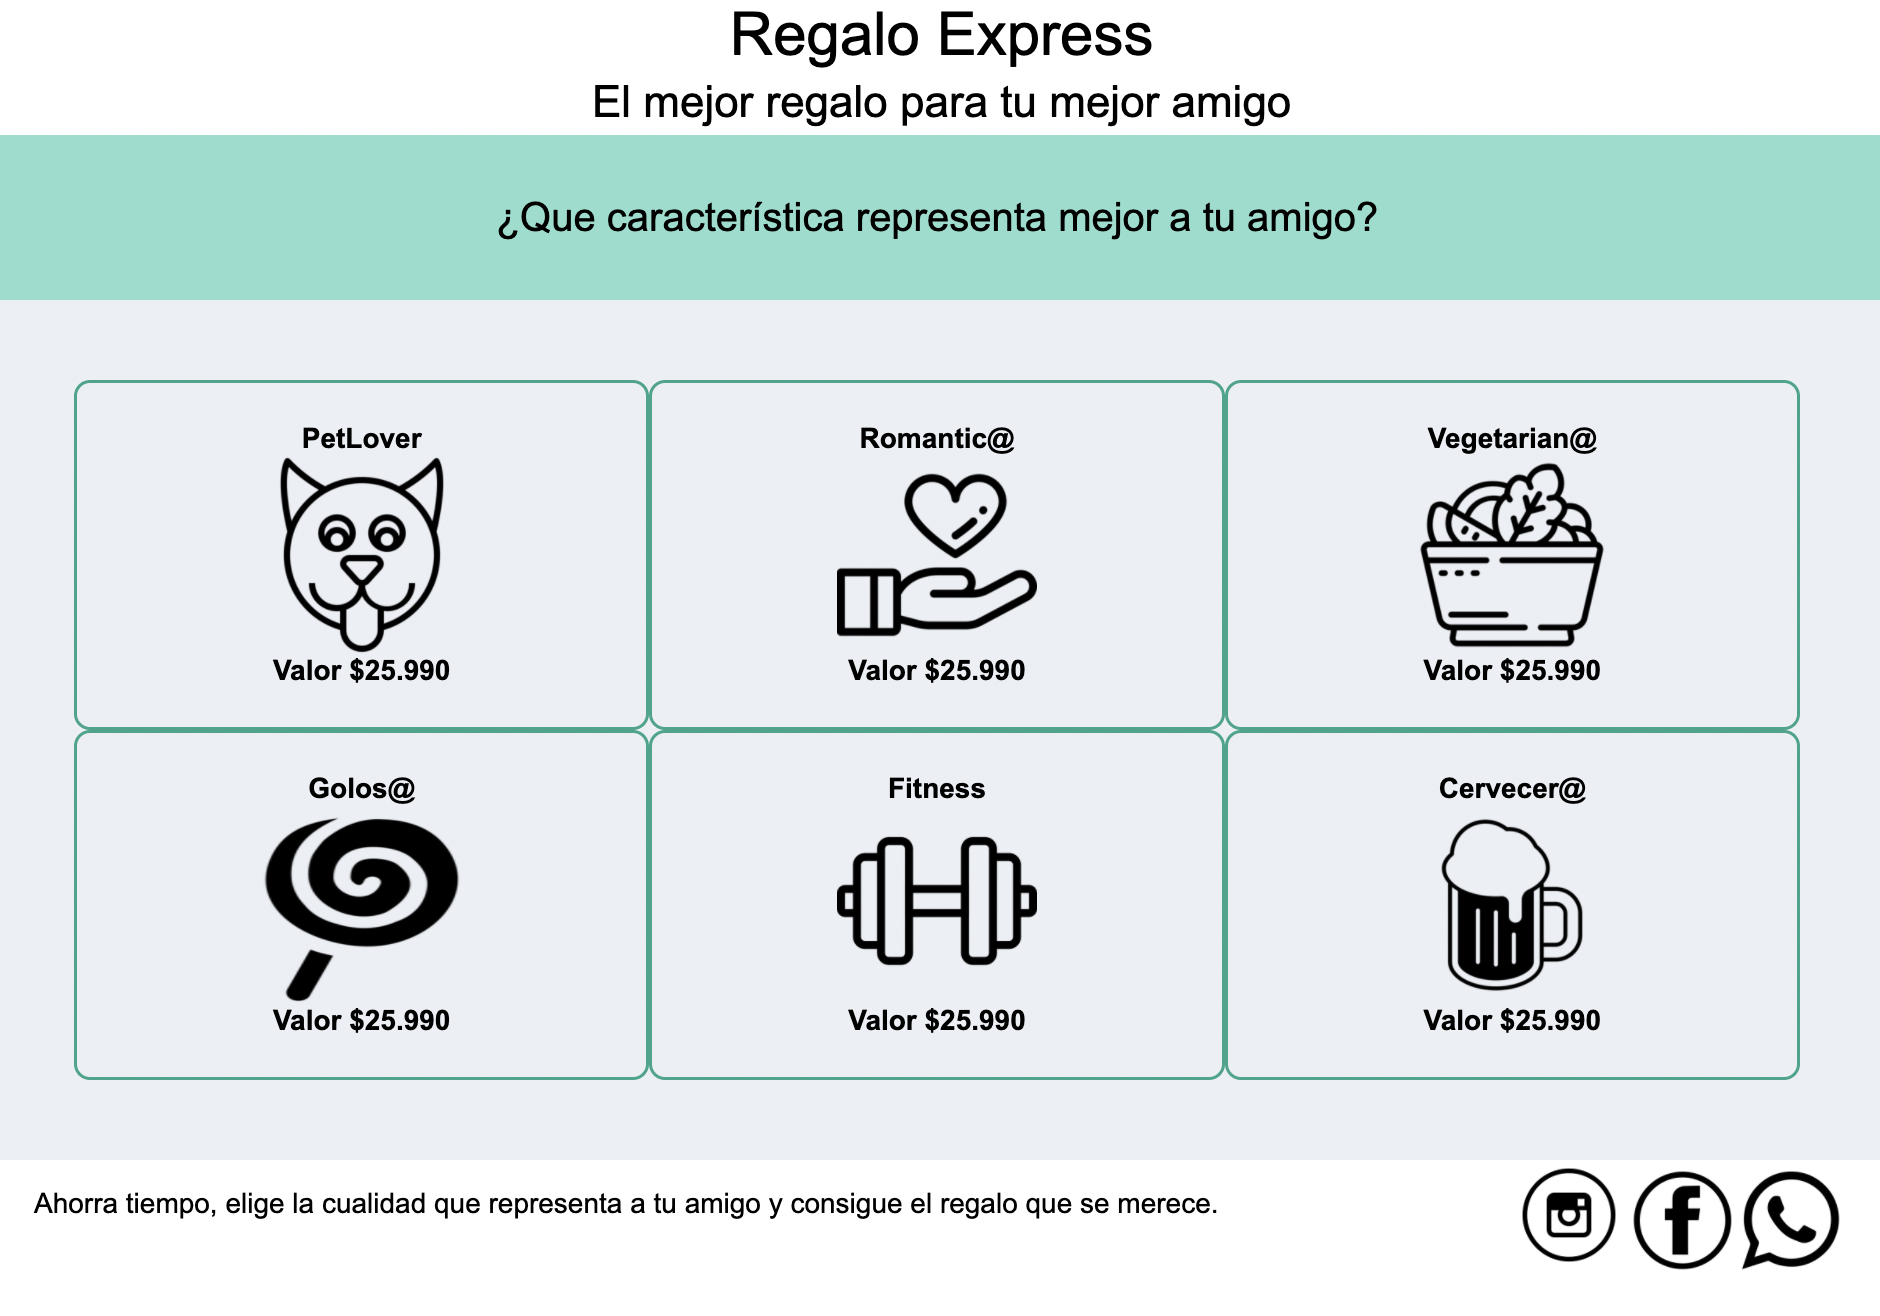 Regalo Express
El mejor regalo para tu mejor amigo
¿Que característica representa mejor a tu amigo?
PetLover
Valor $25.990
Romantic@
Valor $25.990
Vegetarian@
Valor $25.990
Golos@
Valor $25.990
Fitness
Valor $25.990
Cervecer@
Valor $25.990
Ahorra tiempo, elige la cualidad que representa a tu amigo y consigue el regalo que se merece.